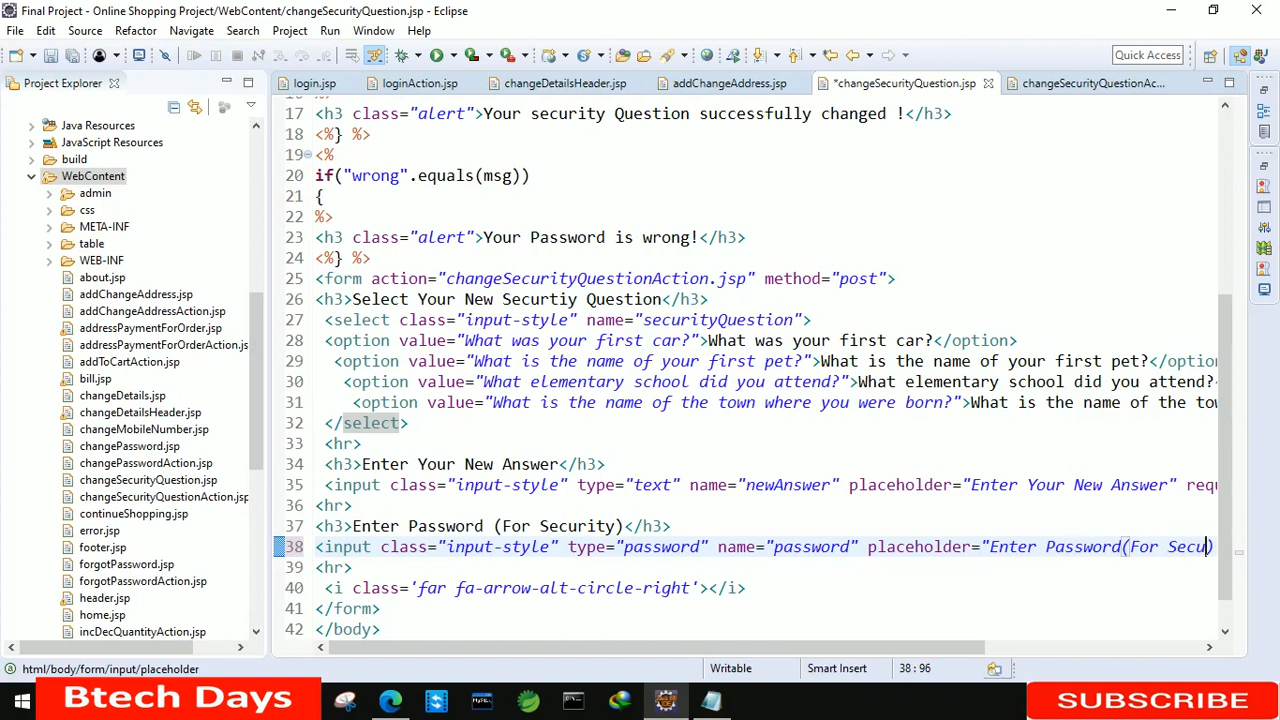 Final Project - Online Shopping Project/WebContent/changeSecurityQuestion.jsp - Eclipse
File Edit Source Refactor Navigate Search Project Run Window Help
Quick Access
Project Explorer
login.jsp loginAction.jsp changeDetailsHeader.jsp addChangeAddress.jsp *changeSecurityQuestion.jsp changeSecurityQuestionAc...
Java Resources
JavaScript Resources
build
WebContent
admin
css
META-INF
table
WEB-INF
about.jsp
addChangeAddress.jsp
addChangeAddressAction.jsp
addressPaymentForOrder.jsp
addressPaymentForOrderAction.js
addToCartAction.jsp
bill.jsp
changeDetails.jsp
changeDetailsHeader.jsp
changeMobileNumber.jsp
changePassword.jsp
changePasswordAction.jsp
changeSecurityQuestion.jsp
changeSecurityQuestionAction.jsp
continueShopping.jsp
error.jsp
footer.jsp
forgotPassword.jsp
forgotPasswordAction.jsp
header.jsp
home.jsp
incDecQuantityAction.jsp
17 <h3 class="alert">Your security Question successfully changed !</h3>
18 <%} %>
19 <%
20 if("wrong".equals(msg))
21 {
22 %>
23 <h3 class="alert">Your Password is wrong!</h3>
24 <%} %>
25 <form action="changeSecurityQuestionAction.jsp" method="post">
26 <h3>Select Your New Securtiy Question</h3>
27 <select class="input-style" name="securityQuestion">
28 <option value="What was your first car?">What was your first car?</option>
29 <option value="What is the name of your first pet?">What is the name of your first pet?</option
30 <option value="What elementary school did you attend?">What elementary school did you attend?
31 <option value="What is the name of the town where you were born?">What is the name of the tow
32 </select>
33 <hr>
34 <h3>Enter Your New Answer</h3>
35 <input class="input-style" type="text" name="newAnswer" placeholder="Enter Your New Answer" requ
36 <hr>
37 <h3>Enter Password (For Security)</h3>
38 <input class="input-style" type="password" name="password" placeholder="Enter Password(For Secu)
39 <hr>
40 <i class='far fa-arrow-alt-circle-right'></i>
41 </form>
42 </body>
html/body/form/input/placeholder
Writable
Smart Insert
38 : 96
Btech Days
SUBSCRIBE